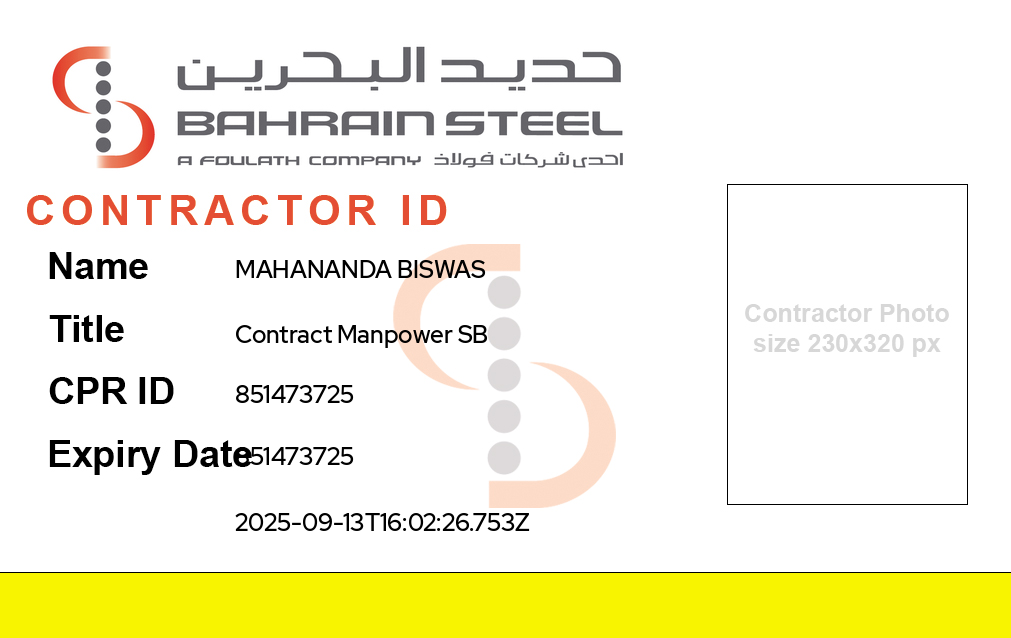 حديد البحرين
BAHRAIN STEEL
A FOULATH COMPANY احدى شركات فولاذ
CONTRACTOR ID
Name MAHANANDA BISWAS
Title Contract Manpower SB
CPR ID 851473725
Expiry Date 851473725
2025-09-13T16:02:26.753Z
Contractor Photo
size 230x320 px